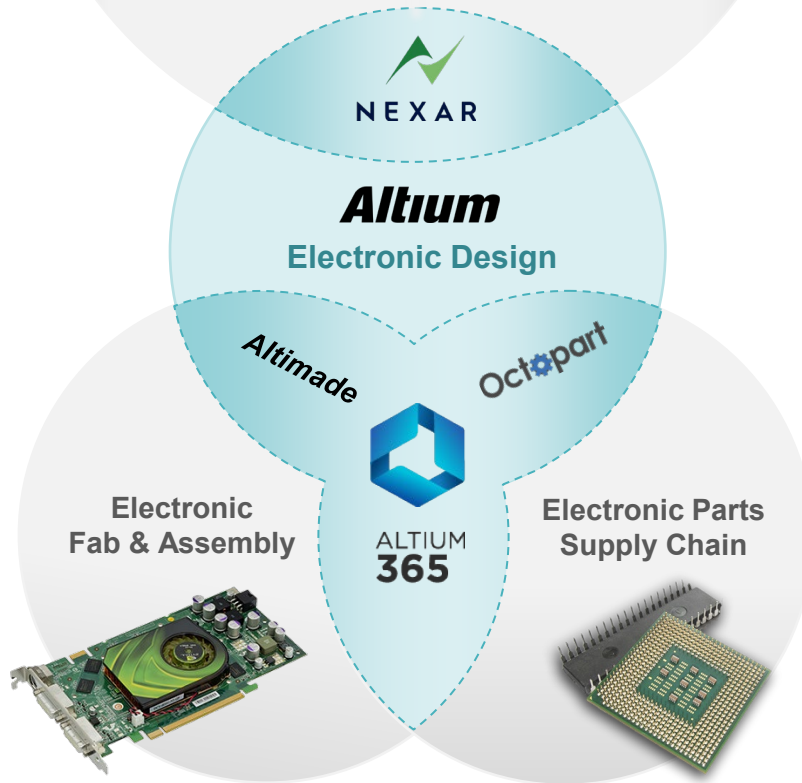 NEXAR
Altium
Electronic Design
Altimade
Octopart
ALTIUM
365
Electronic
Fab & Assembly
Electronic Parts
Supply Chain